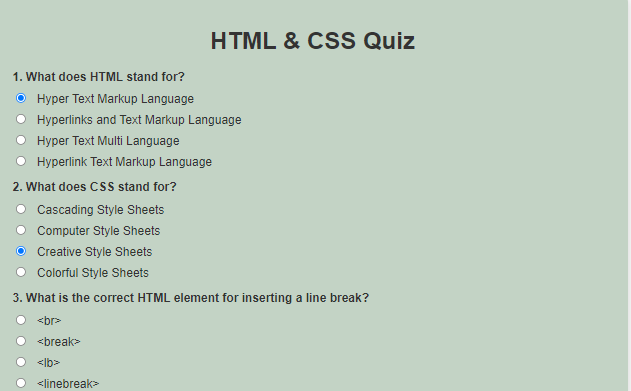 HTML & CSS Quiz
1. What does HTML stand for?
Hyper Text Markup Language
Hyperlinks and Text Markup Language
Hyper Text Multi Language
Hyperlink Text Markup Language
2. What does CSS stand for?
Cascading Style Sheets
Computer Style Sheets
Creative Style Sheets
Colorful Style Sheets
3. What is the correct HTML element for inserting a line break?
<br>
<break>
<lb>
<linebreak>